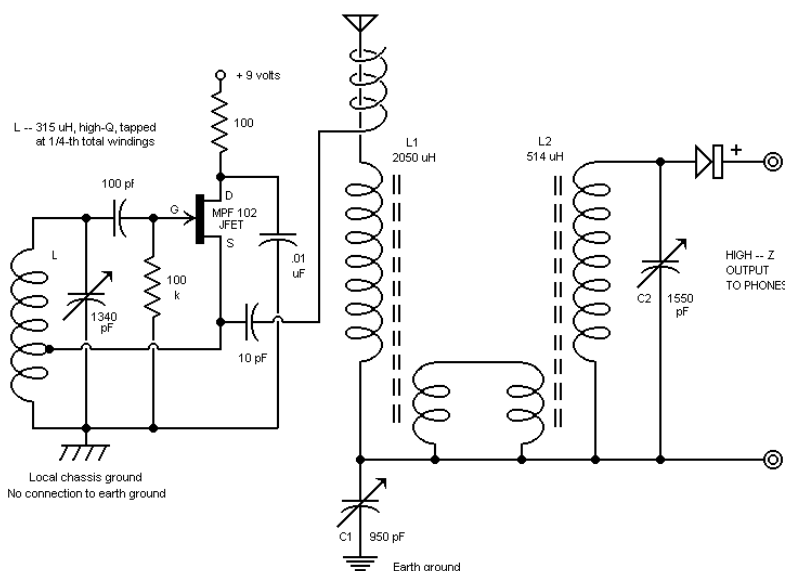 + 9 volts
L -- 315 uH, high-Q, tapped
at 1/4-th total windings
100
L1
2050 uH
L2
514 uH
100 pf
D
G
MPF 102
JFET
S
+
L
100
k
.01
uF
1340
pF
10 pF
C2
1550
pF
HIGH -- Z
OUTPUT
TO PHONES
Local chassis ground
No connection to earth ground
C1
950 pF
Earth ground